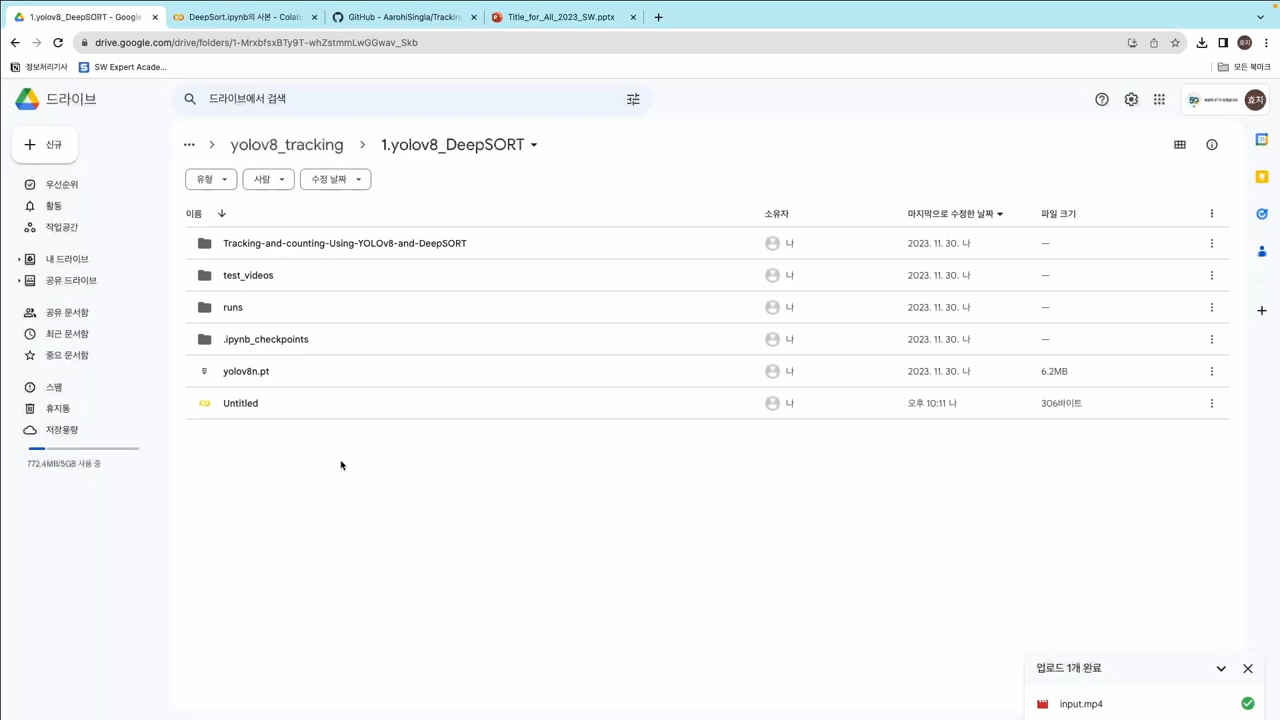 1.yolov8_DeepSORT - Google
DeepSort.ipynb의 사본 - Colab
GitHub - AarohiSingla/Tracking
Title_for_All_2023_SW.pptx
drive.google.com/drive/folders/1-MrxbfsxBTy9T-whZstmmLwGGwav_Skb
효지
정보처리기사
SW Expert Acade...
모든 북마크
드라이브
드라이브에서 검색
효지
신규
... > yolov8_tracking > 1.yolov8_DeepSORT
유형
사람
수정 날짜
우선순위
활동
작업공간
내 드라이브
공유 드라이브
공유 문서함
최근 문서함
중요 문서함
스팸
휴지통
저장용량
772.4MB/5GB 사용 중
이름 소유자 마지막으로 수정한 날짜 파일 크기
Tracking-and-counting-Using-YOLOv8-and-DeepSORT 나 2023. 11. 30. 나 —
test_videos 나 2023. 11. 30. 나 —
runs 나 2023. 11. 30. 나 —
.ipynb_checkpoints 나 2023. 11. 30. 나 —
yolov8n.pt 나 2023. 11. 30. 나 6.2MB
Untitled 나 오후 10:11 나 306바이트
업로드 1개 완료
input.mp4